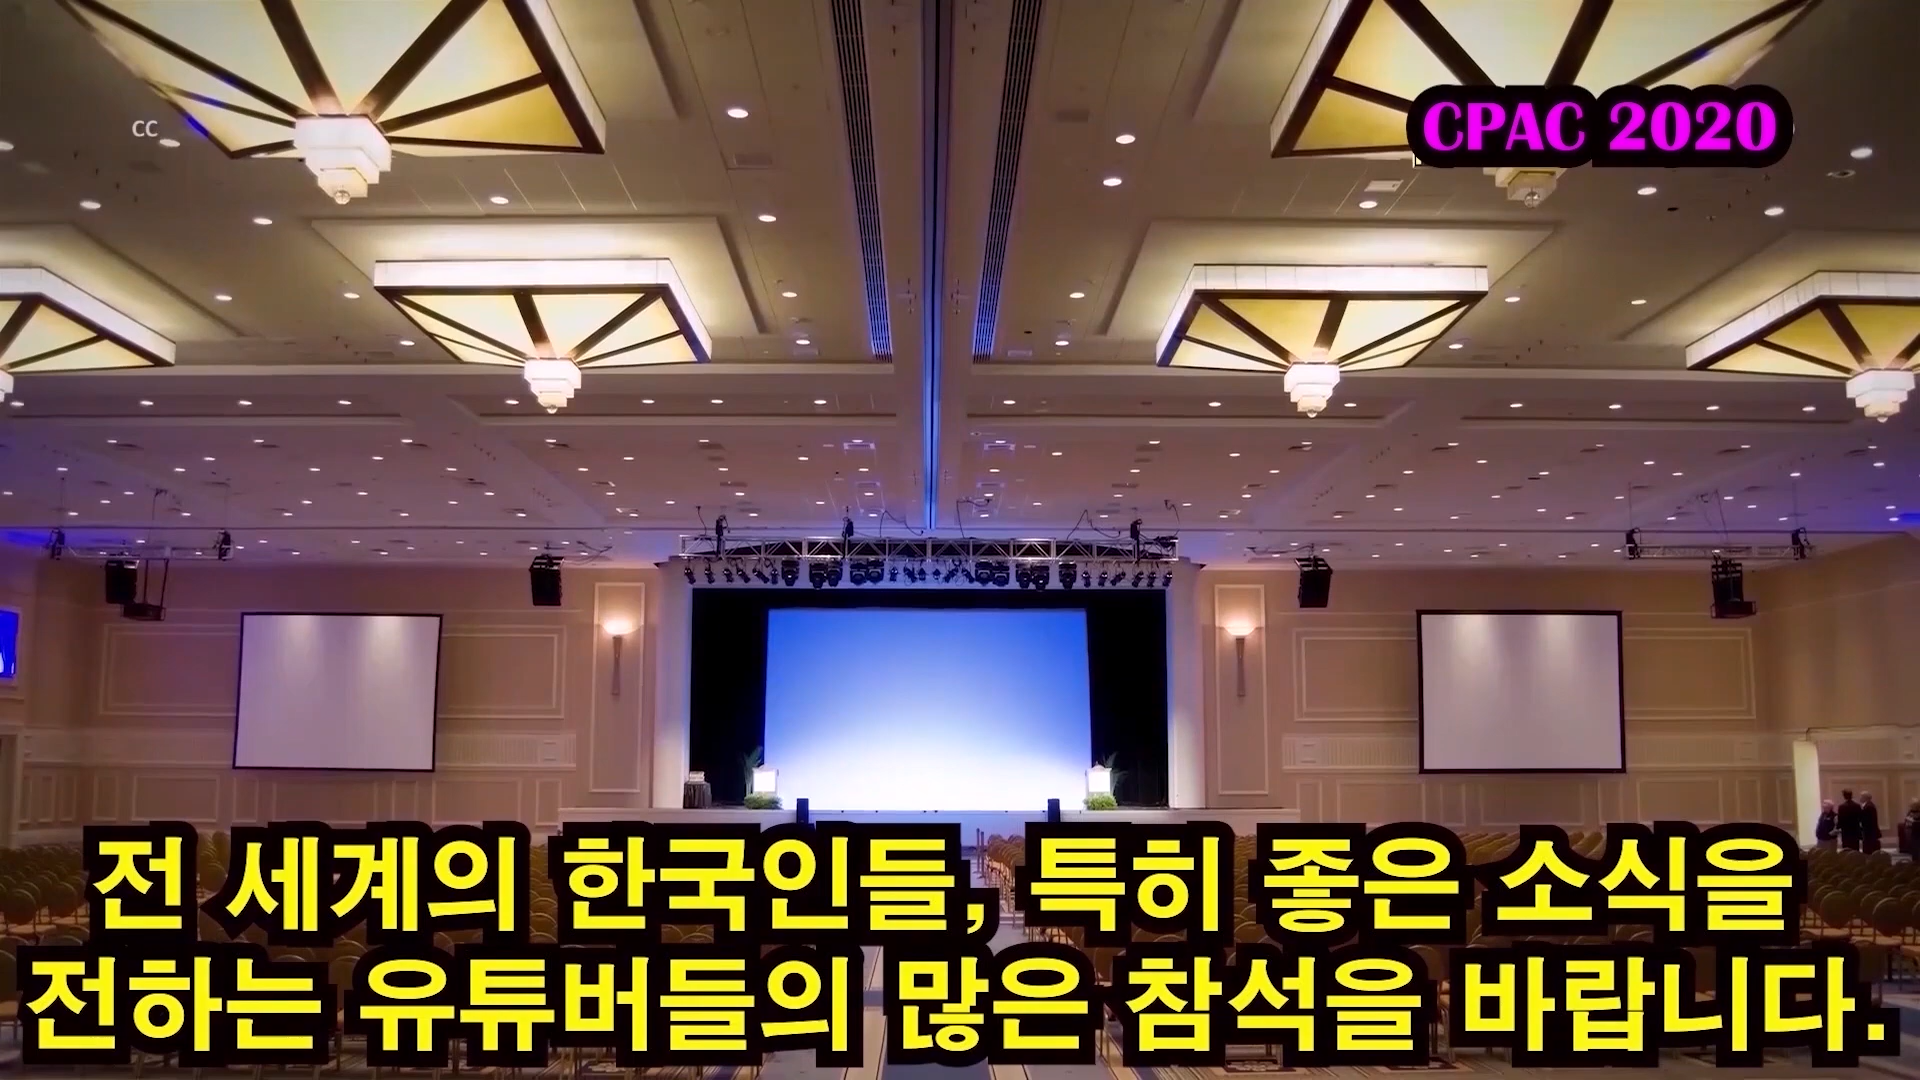 CC
CPAC 2020
전 세계의 한국인들, 특히 좋은 소식을
전하는 유튜버들의 많은 참석을 바랍니다.